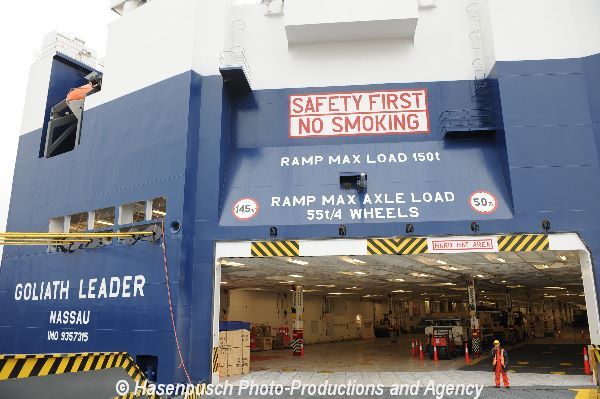 SAFETY FIRST
NO SMOKING
RAMP MAX LOAD 150t
RAMP MAX AXLE LOAD
55t/4 WHEELS
145t
50t
HARD HAT AREA
GOLIATH LEADER
NASSAU
IMO 9357315
© Hasenpusch Photo-Productions and Agency